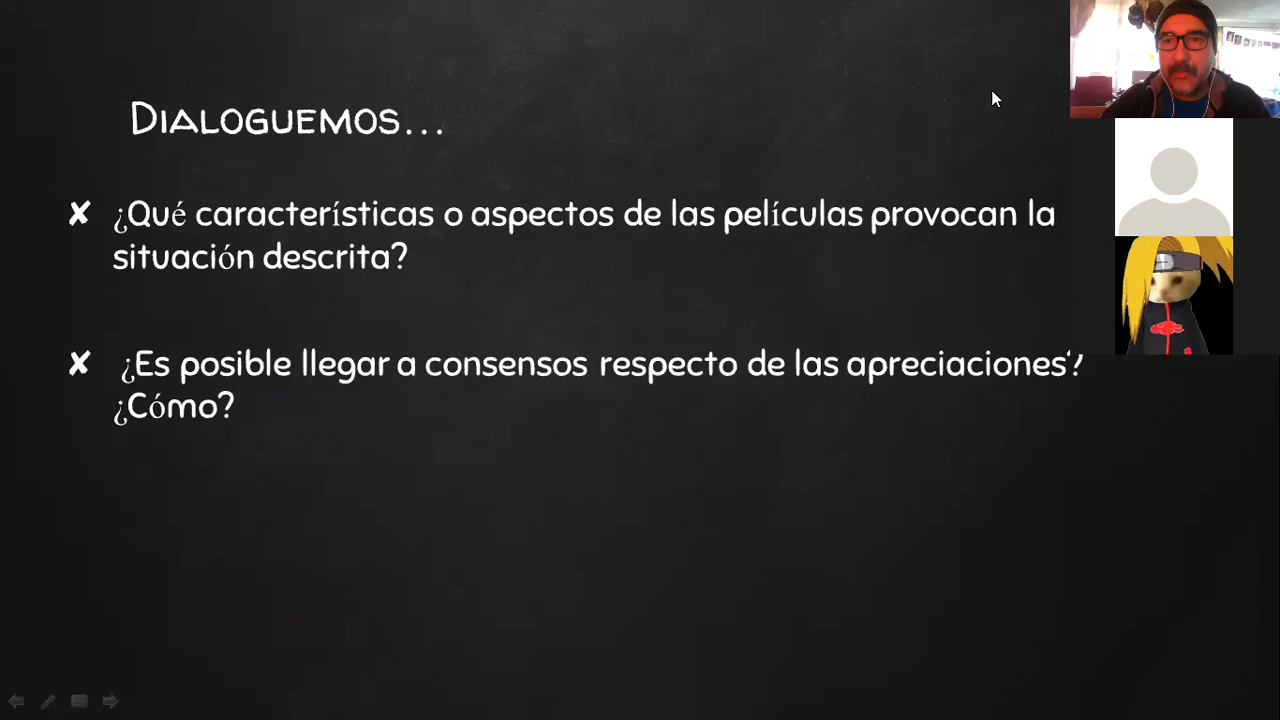 Dialoguemos...
✘ ¿Qué características o aspectos de las películas provocan la
situación descrita?
✘ ¿Es posible llegar a consensos respecto de las apreciaciones?
¿Cómo?